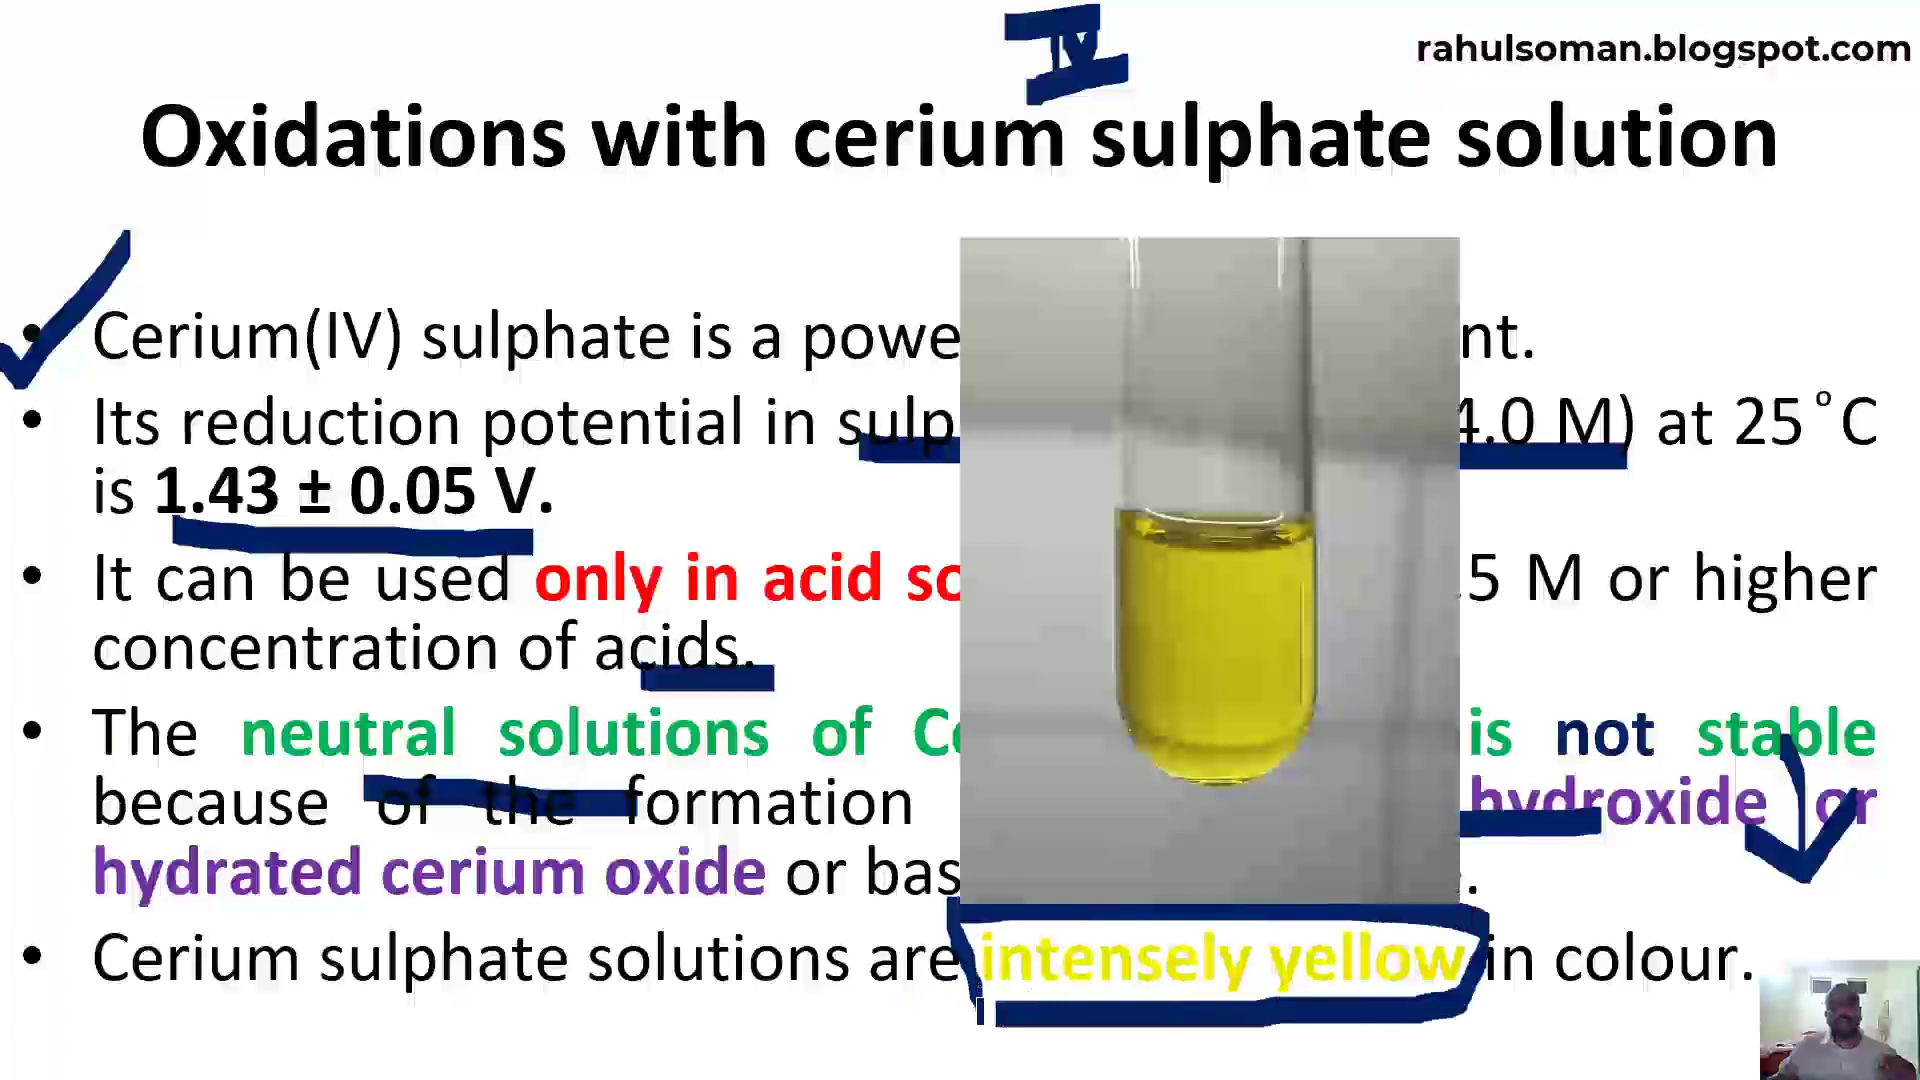 IV
rahulsoman.blogspot.com
Oxidations with cerium sulphate solution
• Cerium(IV) sulphate is a powe nt.
• Its reduction potential in sulp 4.0 M) at 25°C
is 1.43 ± 0.05 V.
• It can be used only in acid so .5 M or higher
concentration of acids.
• The neutral solutions of Ce is not stable
because of the formation hydroxide or
hydrated cerium oxide or bas .
• Cerium sulphate solutions are intensely yellow in colour.